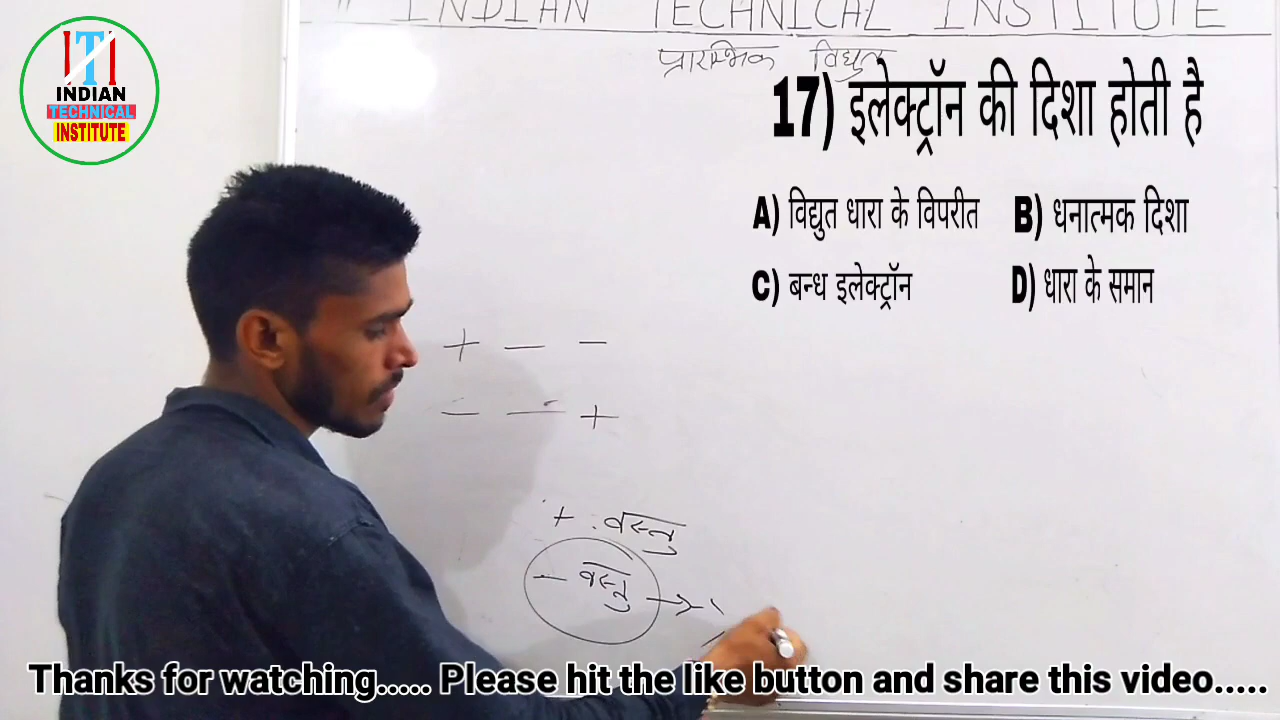 INDIAN TECHNICAL INSTITUTE
ITI
INDIAN
TECHNICAL
INSTITUTE
प्रारम्भिक विद्युत
17) इलेक्ट्रॉन की दिशा होती है
A) विद्युत धारा के विपरीत B) धनात्मक दिशा
C) बन्ध इलेक्ट्रॉन D) धारा के समान
+ — –
– — +
+ वस्तु
— वस्तु →
Thanks for watching..... Please hit the like button and share this video.....